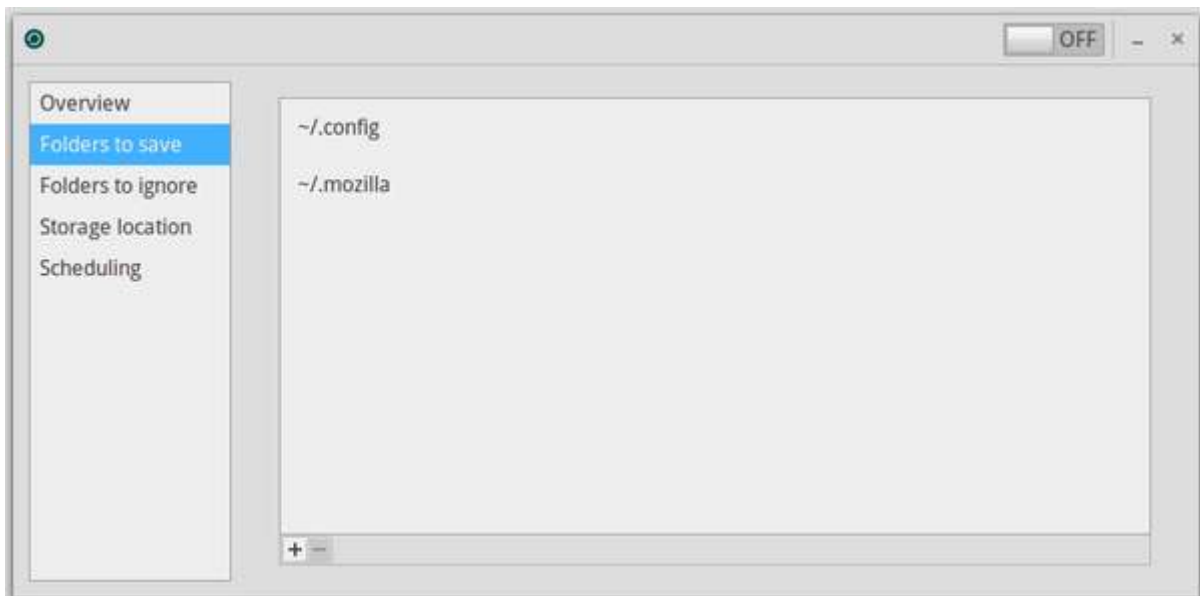 OFF
Overview
Folders to save
Folders to ignore
Storage location
Scheduling
~/.config
~/.mozilla